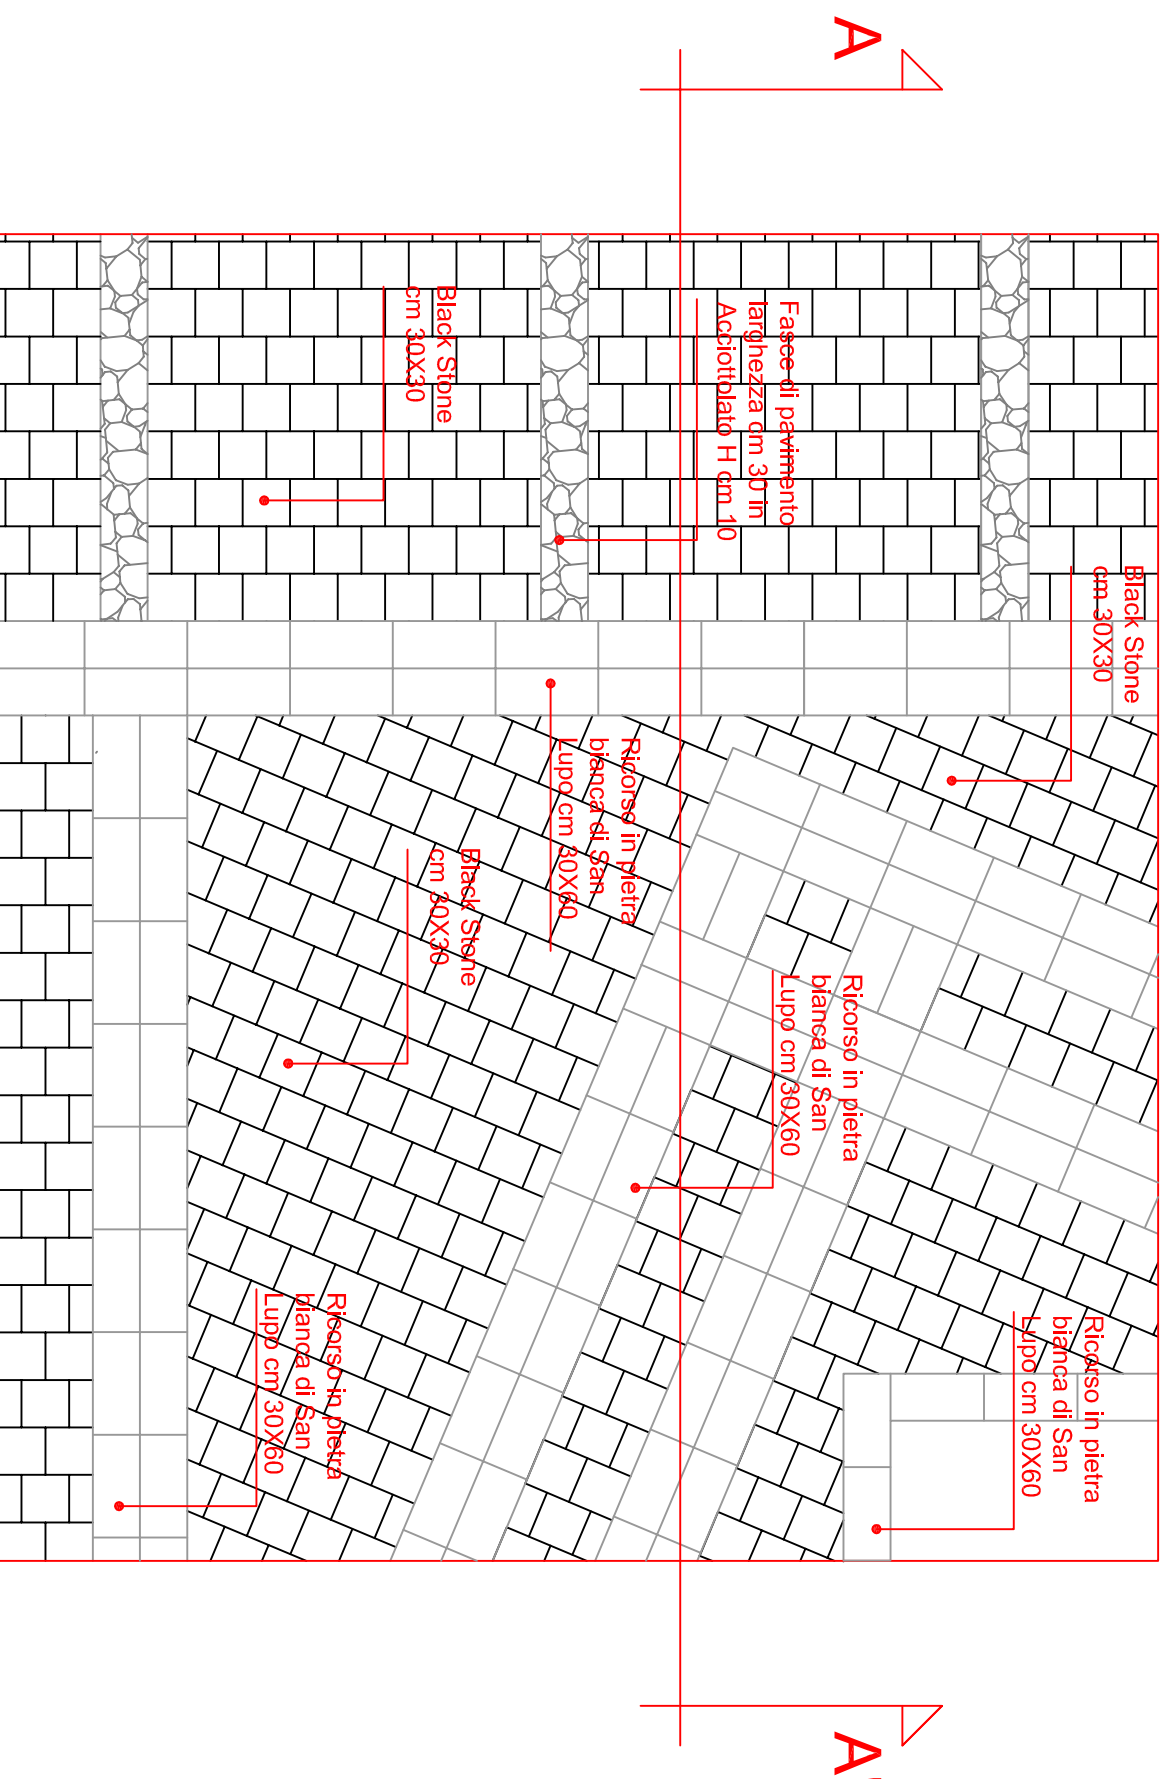 A
Fasce di pavimento
larghezza cm 30 in
Acciottolato H cm 10
Black Stone
cm 30X30
Black Stone
cm 30X30
Ricorso in pietra
bianca di San
Lupo cm 30X60
Black Stone
cm 30X30
Ricorso in pietra
bianca di San
Lupo cm 30X60
Ricorso in pietra
bianca di San
Lupo cm 30X60
Ricorso in pietra
bianca di San
Lupo cm 30X60
A